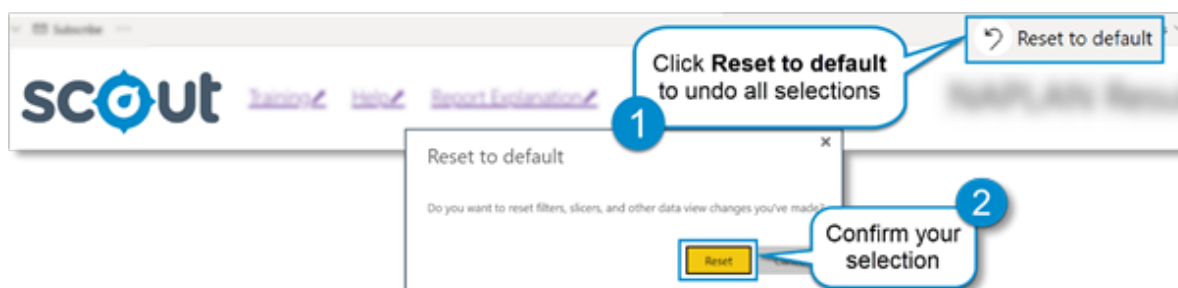 Subscribe
Reset to default
Click Reset to default
to undo all selections
1
scout
Training
Help
Report Explanation
NAPLAN Resu
Reset to default
Do you want to reset filters, slicers, and other data view changes you've made?
2
Confirm your
selection
Reset